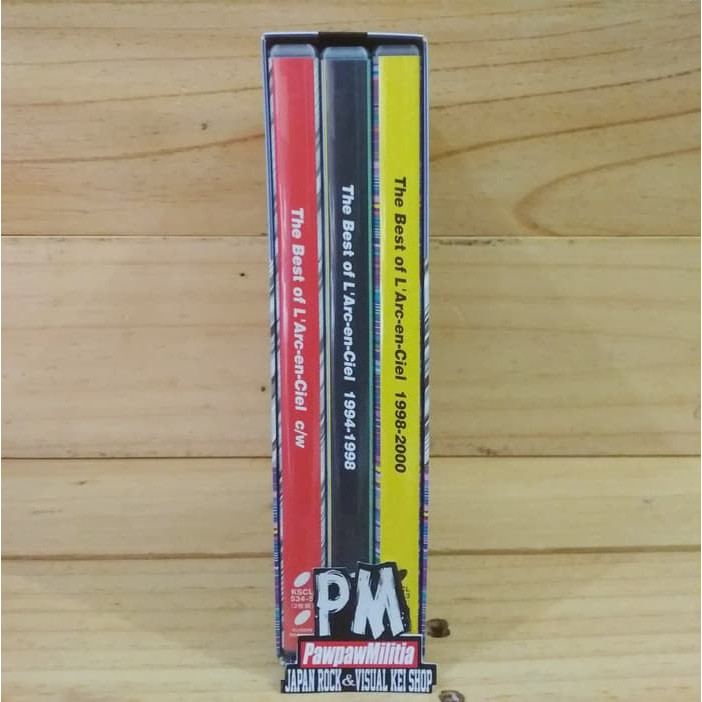 The Best of L'Arc-en-Ciel c/w
The Best of L'Arc-en-Ciel 1994-1998
The Best of L'Arc-en-Ciel 1998-2000
KSCL
PM
PawpawMilitia
JAPAN ROCK & VISUAL KEI SHOP